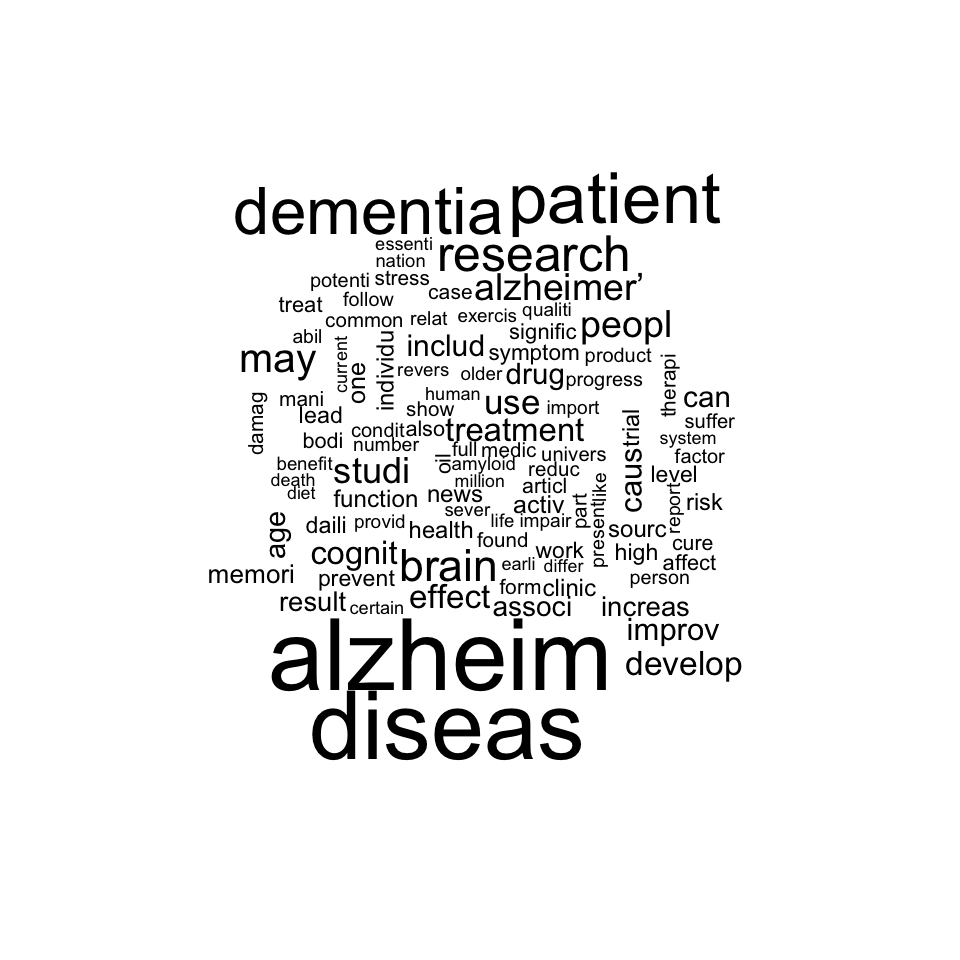 dementia patient
essenti research
nation
potenti stress case alzheimer’
treat follow
common relat exercis qualiti
abil signific peopl
may current one individu includ symptom product
revers older drug progress therapi
mani human can
damag lead show use import suffer
condit also treatment trial
bodi number system
full medic univers factor
benefit studi oil amyloid reduc caus level
death million
diet function news articl like
sever activ part report risk
age daili provid health life impair present sourc
found cure
cognit brain work high affect
memori prevent earli differ person
form clinic
result certain effect associ increas
alzheim improv
develop
diseas